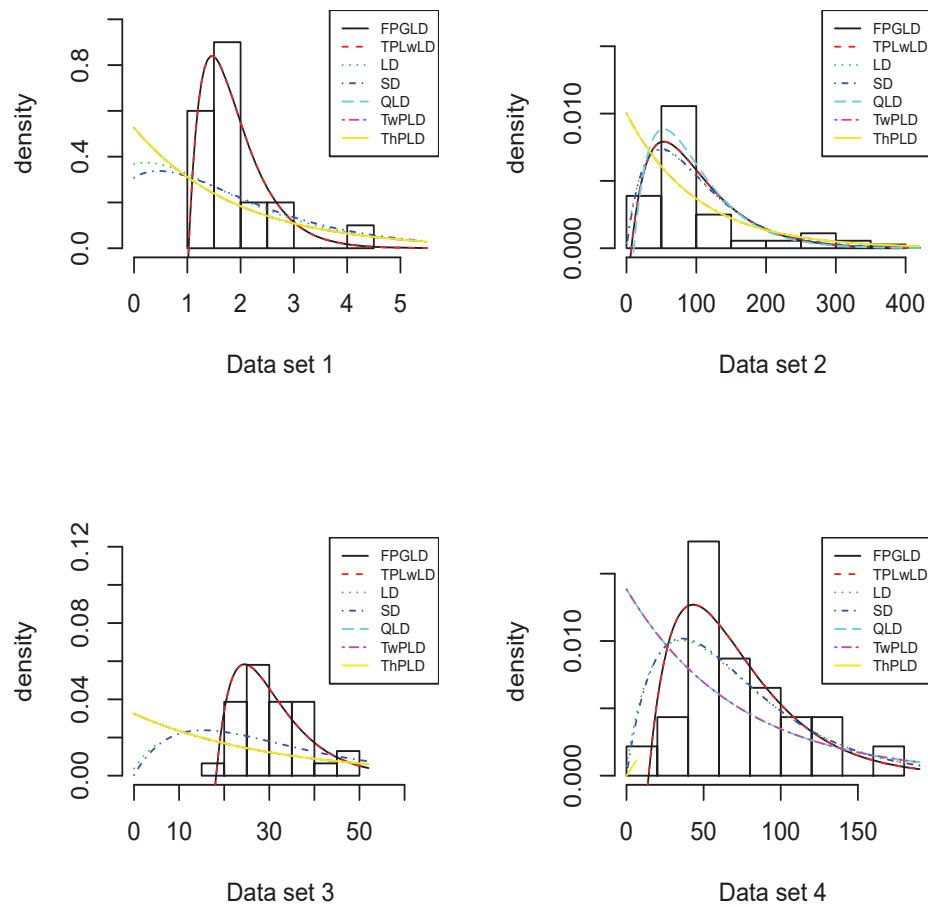 FPGLD
TPLwLD
LD
SD
QLD
TwPLD
ThPLD
density
0.0 0.4 0.8
0 1 2 3 4 5
Data set 1
FPGLD
TPLwLD
LD
SD
QLD
TwPLD
ThPLD
density
0.000 0.010
0 100 200 300 400
Data set 2
FPGLD
TPLwLD
LD
SD
QLD
TwPLD
ThPLD
density
0.00 0.04 0.08 0.12
0 10 30 50
Data set 3
FPGLD
TPLwLD
LD
SD
QLD
TwPLD
ThPLD
density
0.000 0.010
0 50 100 150
Data set 4